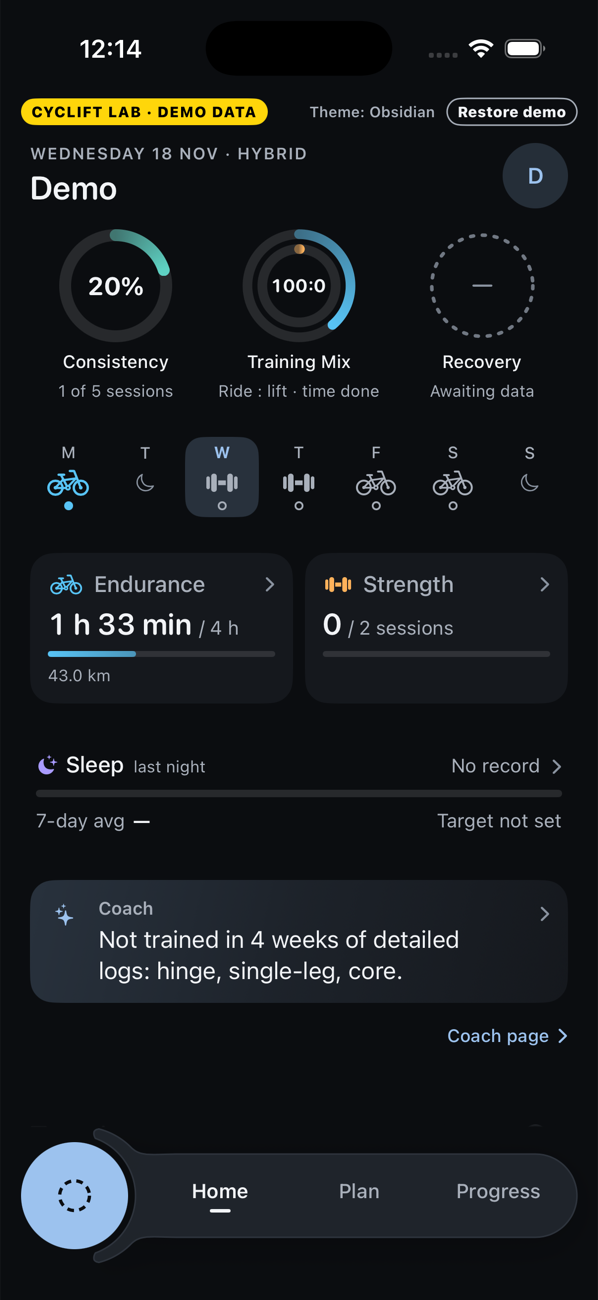 12:14
CYCLIFT LAB · DEMO DATA
Theme: Obsidian
Restore demo
WEDNESDAY 18 NOV · HYBRID
Demo
D
20%
100:0
—
Consistency
Training Mix
Recovery
1 of 5 sessions
Ride : lift · time done
Awaiting data
M T W T F S S
Endurance
1 h 33 min / 4 h
43.0 km
Strength
0 / 2 sessions
Sleep last night
No record
7-day avg —
Target not set
Coach
Not trained in 4 weeks of detailed
logs: hinge, single-leg, core.
Coach page
Home
Plan
Progress